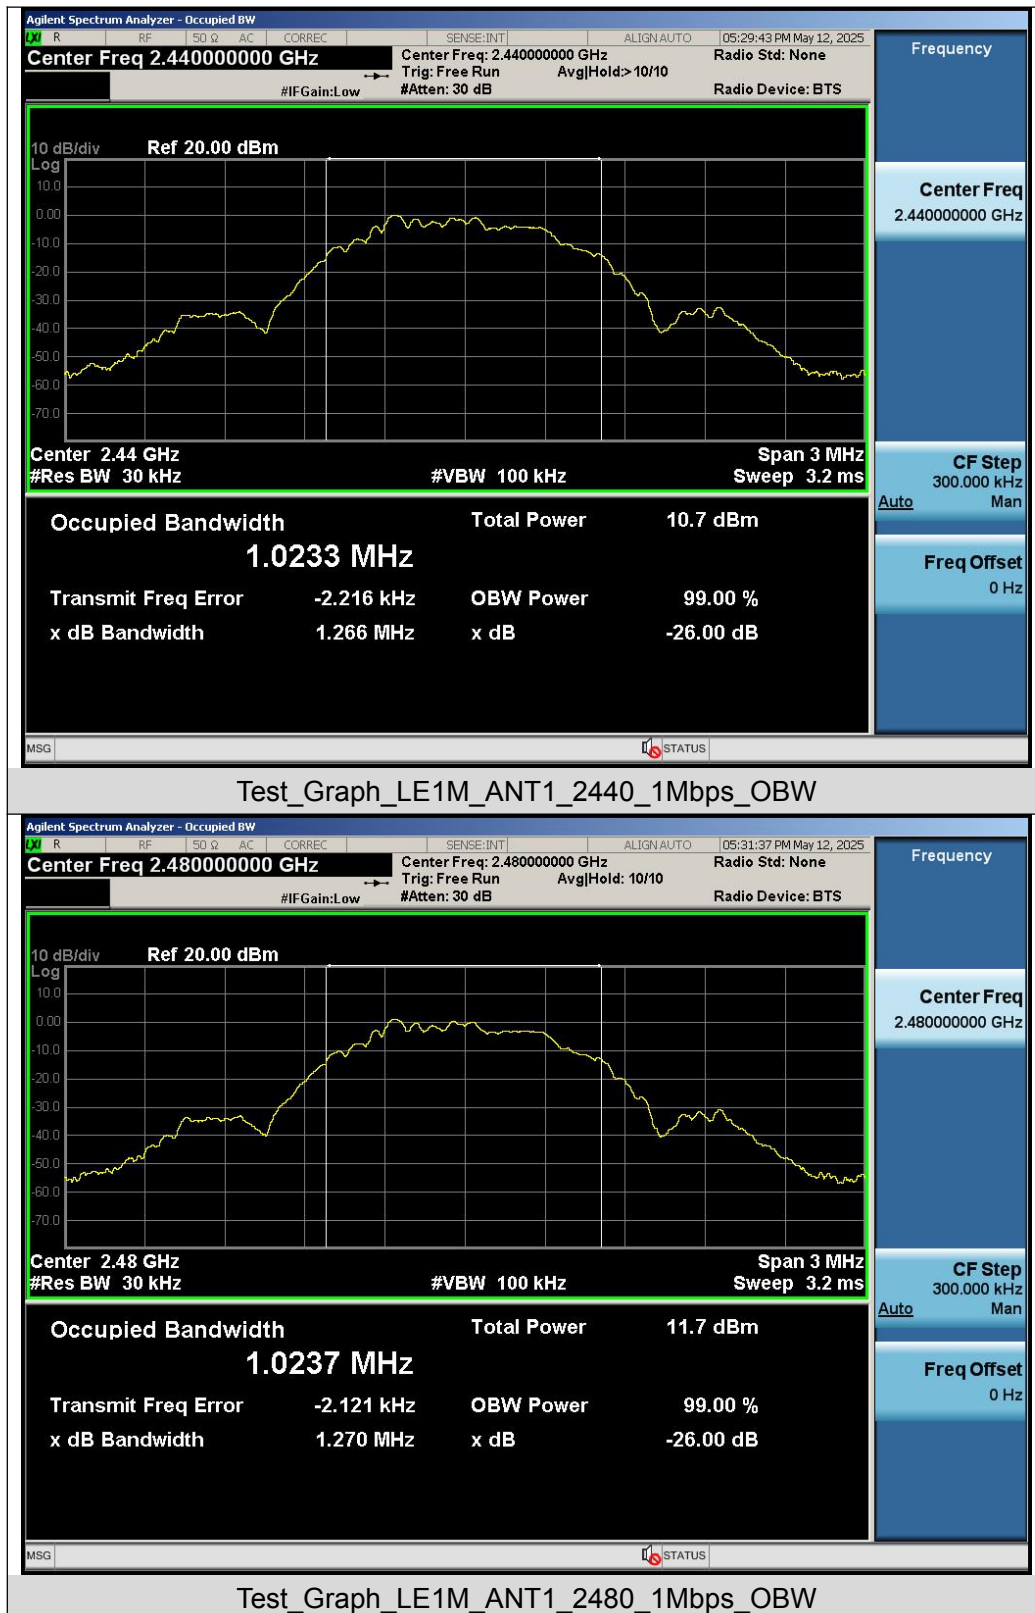 Agilent Spectrum Analyzer - Occupied BW
LXI R RF 50 Ω AC CORREC SENSE:INT ALIGN AUTO 05:29:43 PM May 12, 2025
Center Freq 2.440000000 GHz Center Freq: 2.440000000 GHz Radio Std: None
Trig: Free Run Avg|Hold:>10/10
#IFGain:Low #Atten: 30 dB Radio Device: BTS
Frequency
10 dB/div Ref 20.00 dBm
Log
10.0
0.00
-10.0
-20.0
-30.0
-40.0
-50.0
-60.0
-70.0
Center 2.44 GHz Span 3 MHz
#Res BW 30 kHz #VBW 100 kHz Sweep 3.2 ms
Center Freq
2.440000000 GHz
CF Step
300.000 kHz
Auto Man
Freq Offset
0 Hz
Occupied Bandwidth Total Power 10.7 dBm
1.0233 MHz
Transmit Freq Error -2.216 kHz OBW Power 99.00 %
x dB Bandwidth 1.266 MHz x dB -26.00 dB
MSG STATUS
Test_Graph_LE1M_ANT1_2440_1Mbps_OBW
Agilent Spectrum Analyzer - Occupied BW
LXI R RF 50 Ω AC CORREC SENSE:INT ALIGN AUTO 05:31:37 PM May 12, 2025
Center Freq 2.480000000 GHz Center Freq: 2.480000000 GHz Radio Std: None
Trig: Free Run Avg|Hold: 10/10
#IFGain:Low #Atten: 30 dB Radio Device: BTS
Frequency
10 dB/div Ref 20.00 dBm
Log
10.0
0.00
-10.0
-20.0
-30.0
-40.0
-50.0
-60.0
-70.0
Center 2.48 GHz Span 3 MHz
#Res BW 30 kHz #VBW 100 kHz Sweep 3.2 ms
Center Freq
2.480000000 GHz
CF Step
300.000 kHz
Auto Man
Freq Offset
0 Hz
Occupied Bandwidth Total Power 11.7 dBm
1.0237 MHz
Transmit Freq Error -2.121 kHz OBW Power 99.00 %
x dB Bandwidth 1.270 MHz x dB -26.00 dB
MSG STATUS
Test_Graph_LE1M_ANT1_2480_1Mbps_OBW